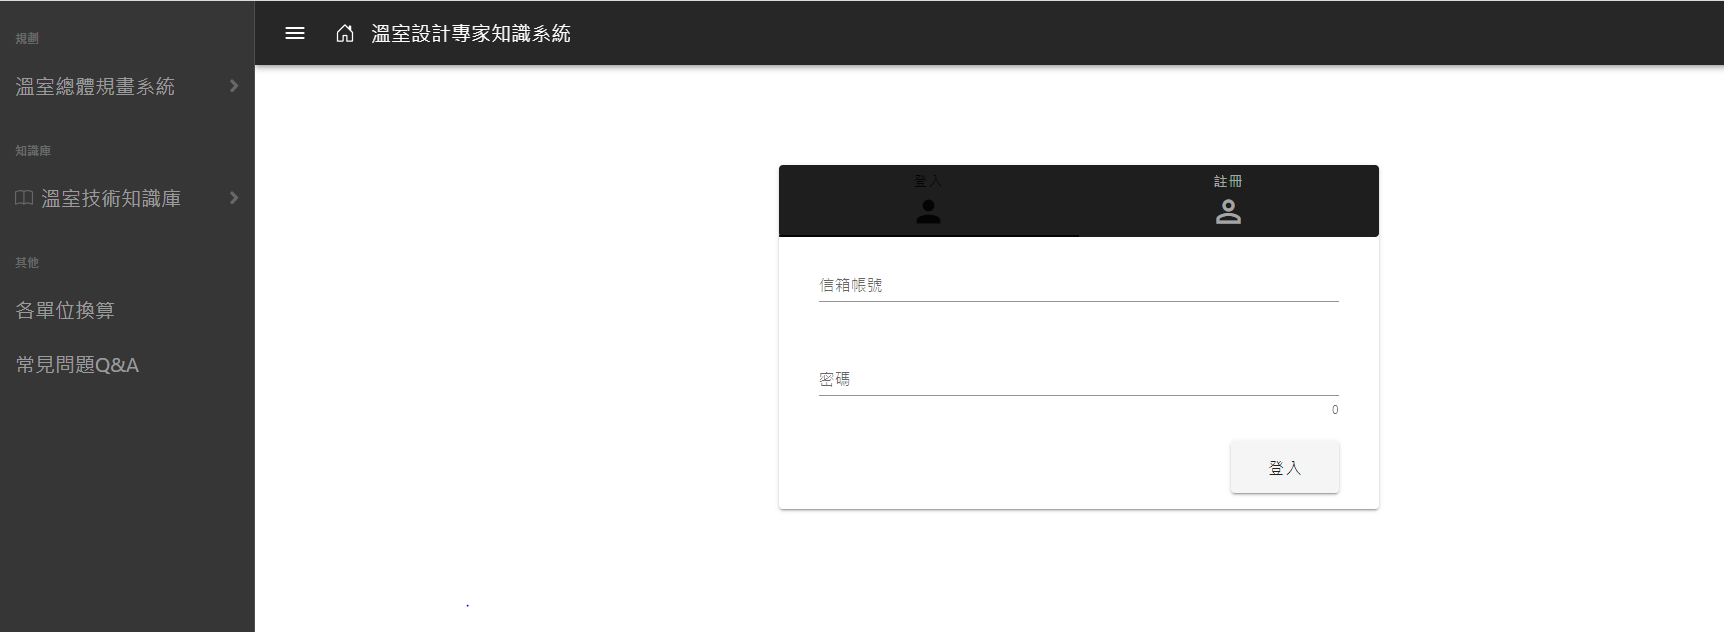 規劃
溫室總體規畫系統
知識庫
溫室技術知識庫
其他
各單位換算
常見問題Q&A
溫室設計專家知識系統
登入
註冊
信箱帳號
密碼
0
登入